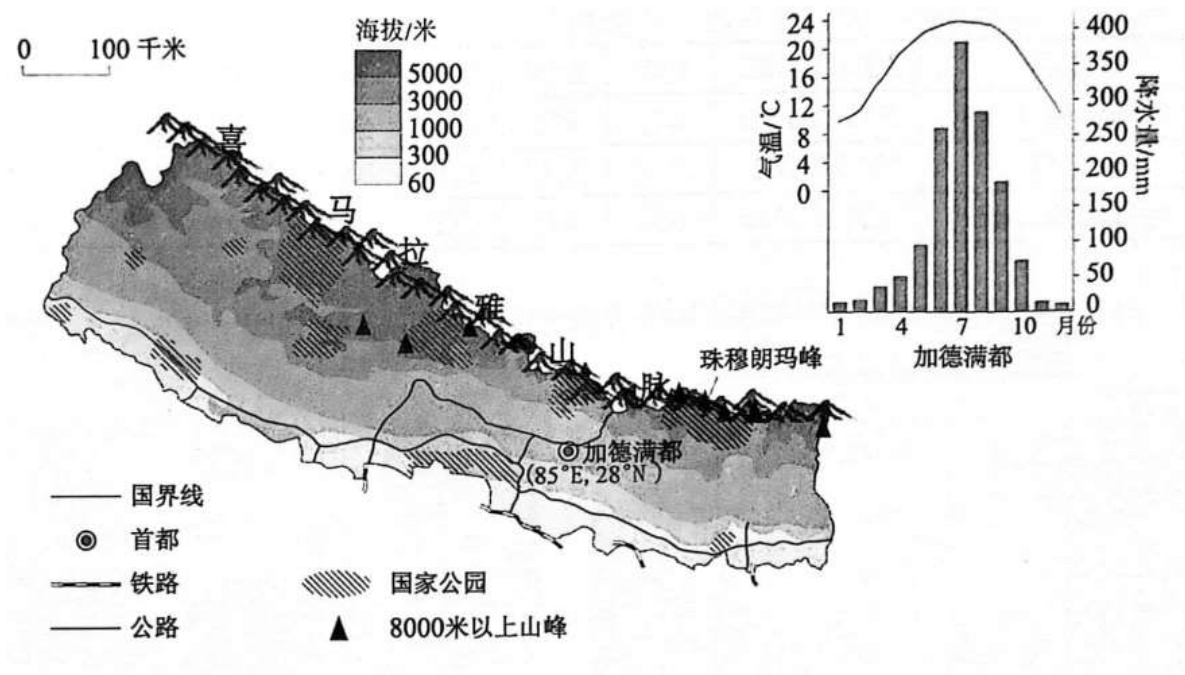 0 100 千米
海拔/米
5000
3000
1000
300
60
喜
马
拉
雅
山
脉
珠穆朗玛峰
加德满都
(85°E, 28°N)
国界线
首都
铁路
公路
国家公园
8000米以上山峰
气温/℃
24
20
16
12
8
4
0
降水量/mm
400
350
300
250
200
150
100
50
0
1 4 7 10 月份
加德满都